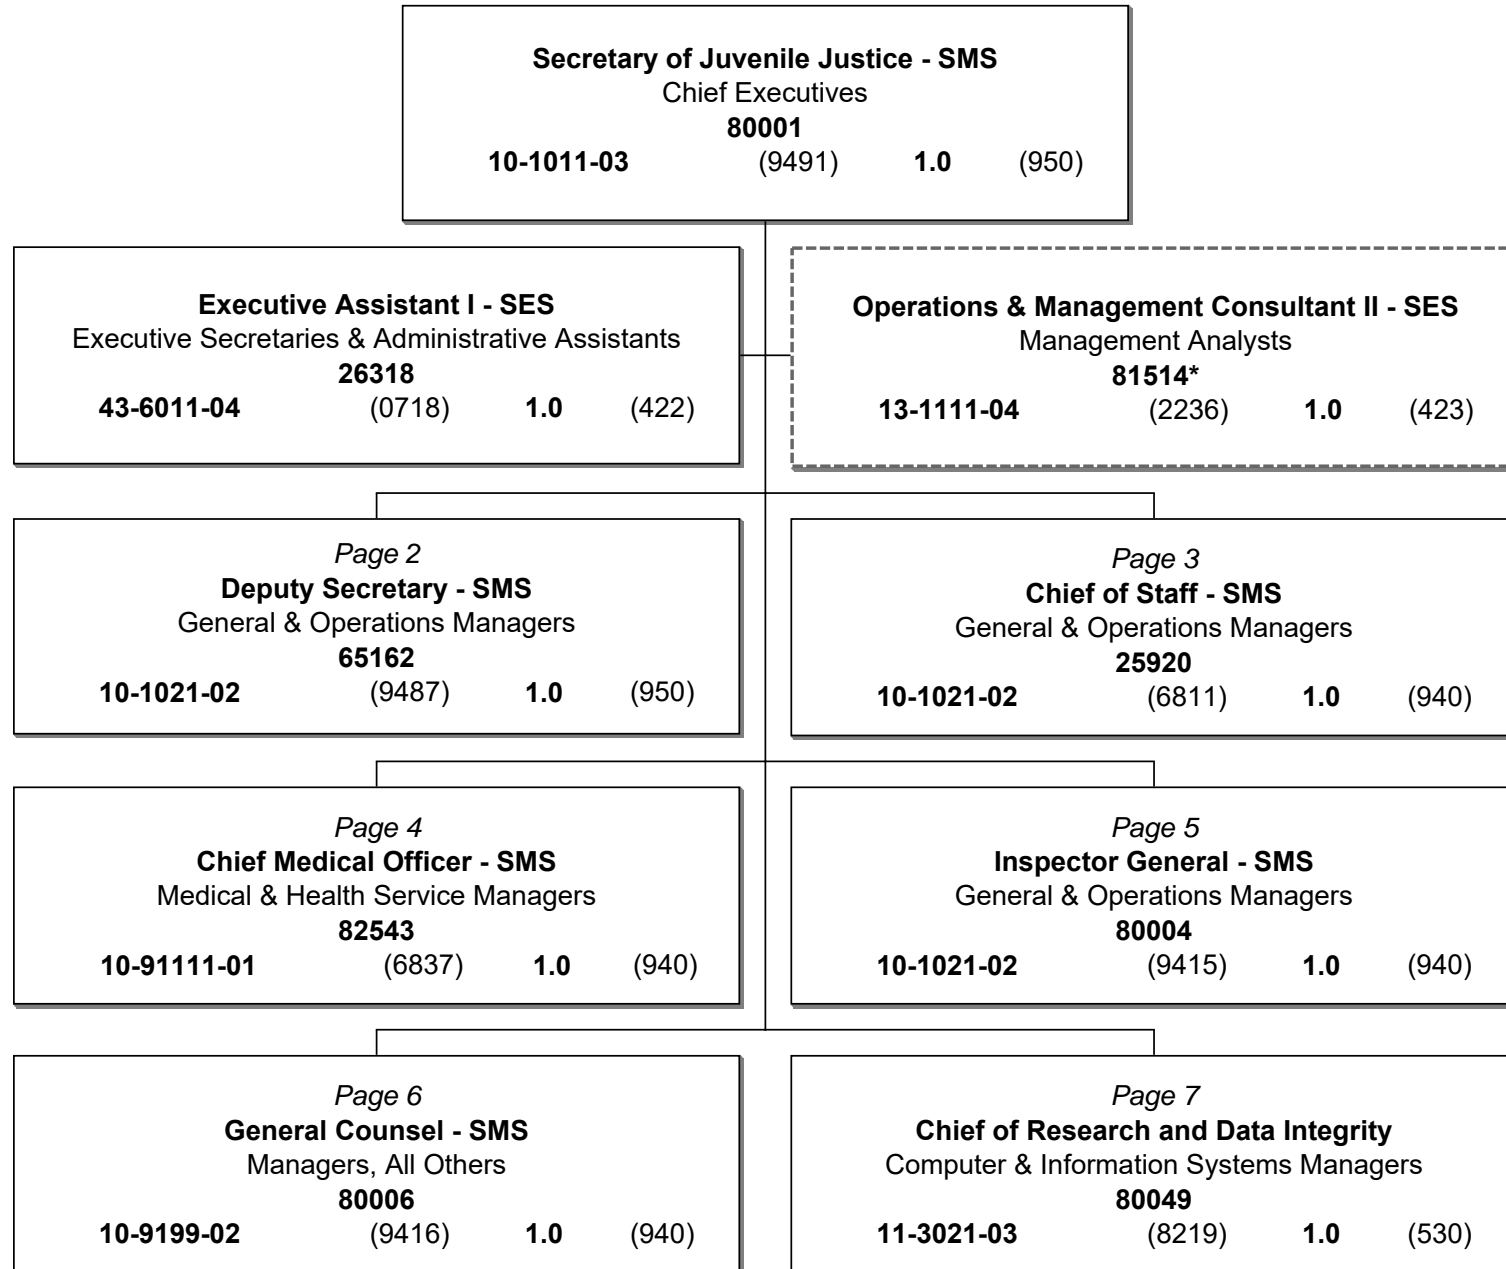 Secretary of Juvenile Justice - SMS
Chief Executives
80001
10-1011-03 (9491) 1.0 (950)
Executive Assistant I - SES
Executive Secretaries & Administrative Assistants
26318
43-6011-04 (0718) 1.0 (422)
Operations & Management Consultant II - SES
Management Analysts
81514*
13-1111-04 (2236) 1.0 (423)
Page 2
Deputy Secretary - SMS
General & Operations Managers
65162
10-1021-02 (9487) 1.0 (950)
Page 3
Chief of Staff - SMS
General & Operations Managers
25920
10-1021-02 (6811) 1.0 (940)
Page 4
Chief Medical Officer - SMS
Medical & Health Service Managers
82543
10-91111-01 (6837) 1.0 (940)
Page 5
Inspector General - SMS
General & Operations Managers
80004
10-1021-02 (9415) 1.0 (940)
Page 6
General Counsel - SMS
Managers, All Others
80006
10-9199-02 (9416) 1.0 (940)
Page 7
Chief of Research and Data Integrity
Computer & Information Systems Managers
80049
11-3021-03 (8219) 1.0 (530)